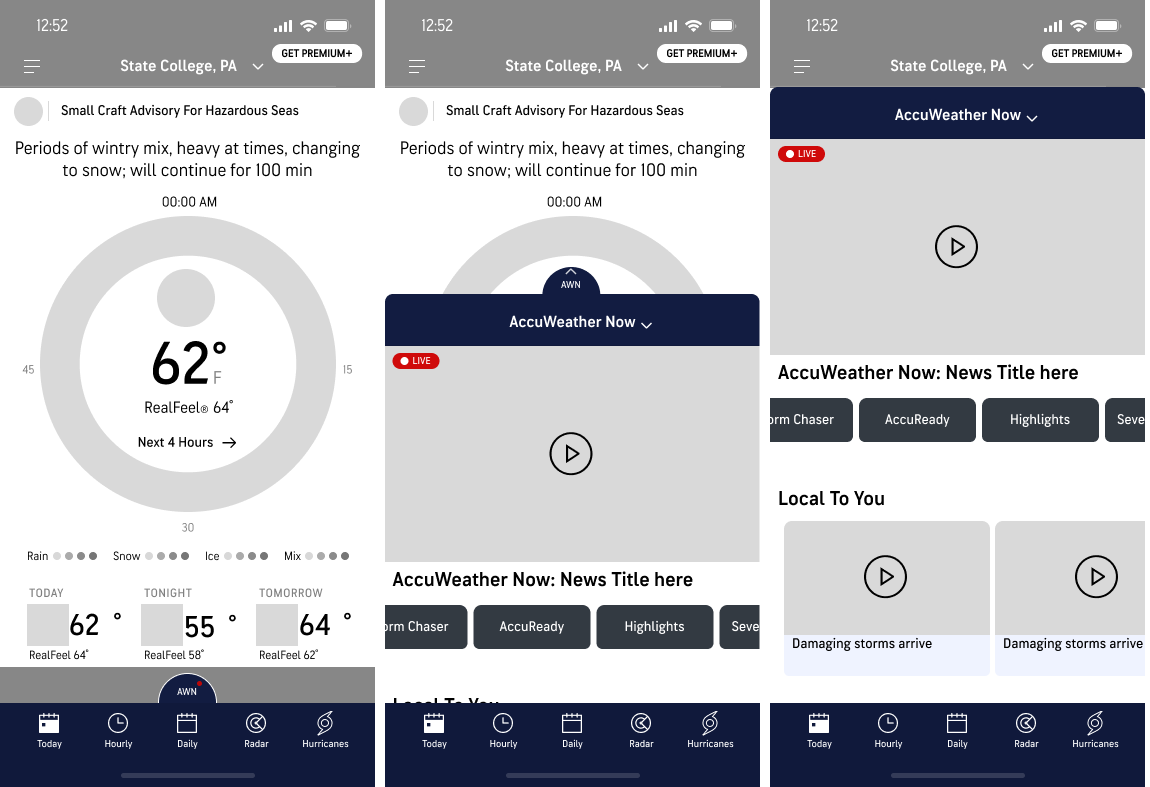 12:52
GET PREMIUM+
State College, PA
Small Craft Advisory For Hazardous Seas
Periods of wintry mix, heavy at times, changing
to snow; will continue for 100 min
00:00 AM
45
15
62°F
RealFeel® 64°
Next 4 Hours →
30
Rain Snow Ice Mix
TODAY TONIGHT TOMORROW
62 ° 55 ° 64 °
RealFeel 64° RealFeel 58° RealFeel 62°
AWN
Today Hourly Daily Radar Hurricanes
12:52
GET PREMIUM+
State College, PA
Small Craft Advisory For Hazardous Seas
Periods of wintry mix, heavy at times, changing
to snow; will continue for 100 min
00:00 AM
AWN
AccuWeather Now
LIVE
AccuWeather Now: News Title here
orm Chaser AccuReady Highlights Seve
Local To You
Today Hourly Daily Radar Hurricanes
12:52
GET PREMIUM+
State College, PA
AccuWeather Now
LIVE
AccuWeather Now: News Title here
orm Chaser AccuReady Highlights Seve
Local To You
Damaging storms arrive Damaging storms arrive
Today Hourly Daily Radar Hurricanes